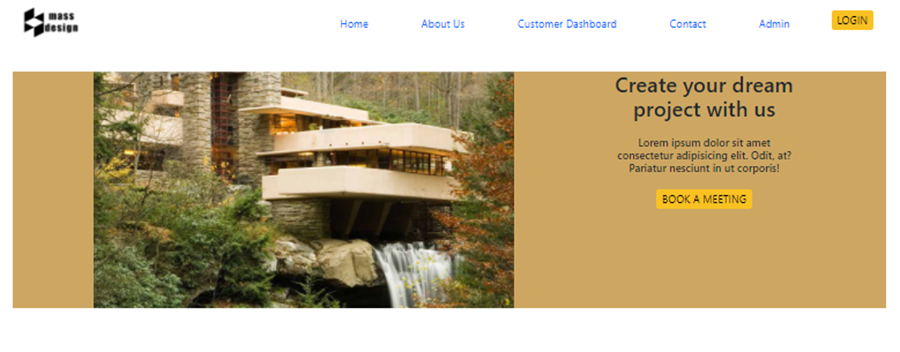 mass
design
Home
About Us
Customer Dashboard
Contact
Admin
LOGIN
Create your dream
project with us
Lorem ipsum dolor sit amet
consectetur adipisicing elit. Odit, at?
Pariatur nesciunt in ut corporis!
BOOK A MEETING